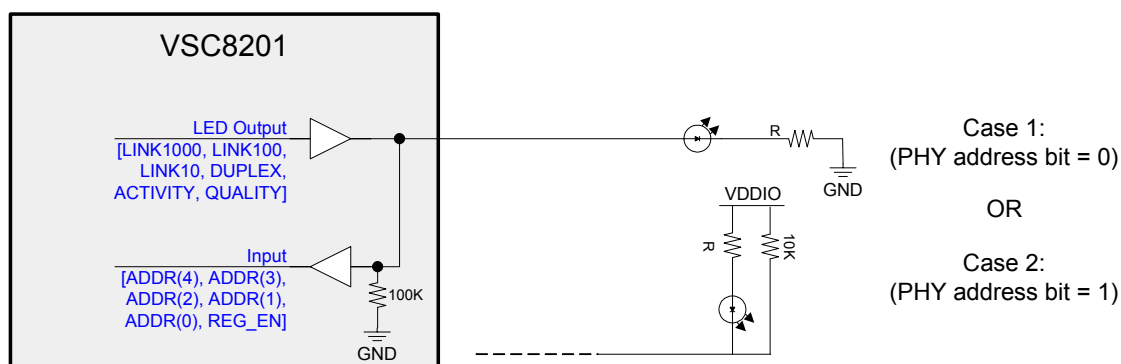 VSC8201
LED Output
[LINK1000, LINK100,
LINK10, DUPLEX,
ACTIVITY, QUALITY]
Input
[ADDR(4), ADDR(3),
ADDR(2), ADDR(1),
ADDR(0), REG_EN]
100K
GND
R
GND
VDDIO
R
10K
Case 1:
(PHY address bit = 0)
OR
Case 2:
(PHY address bit = 1)